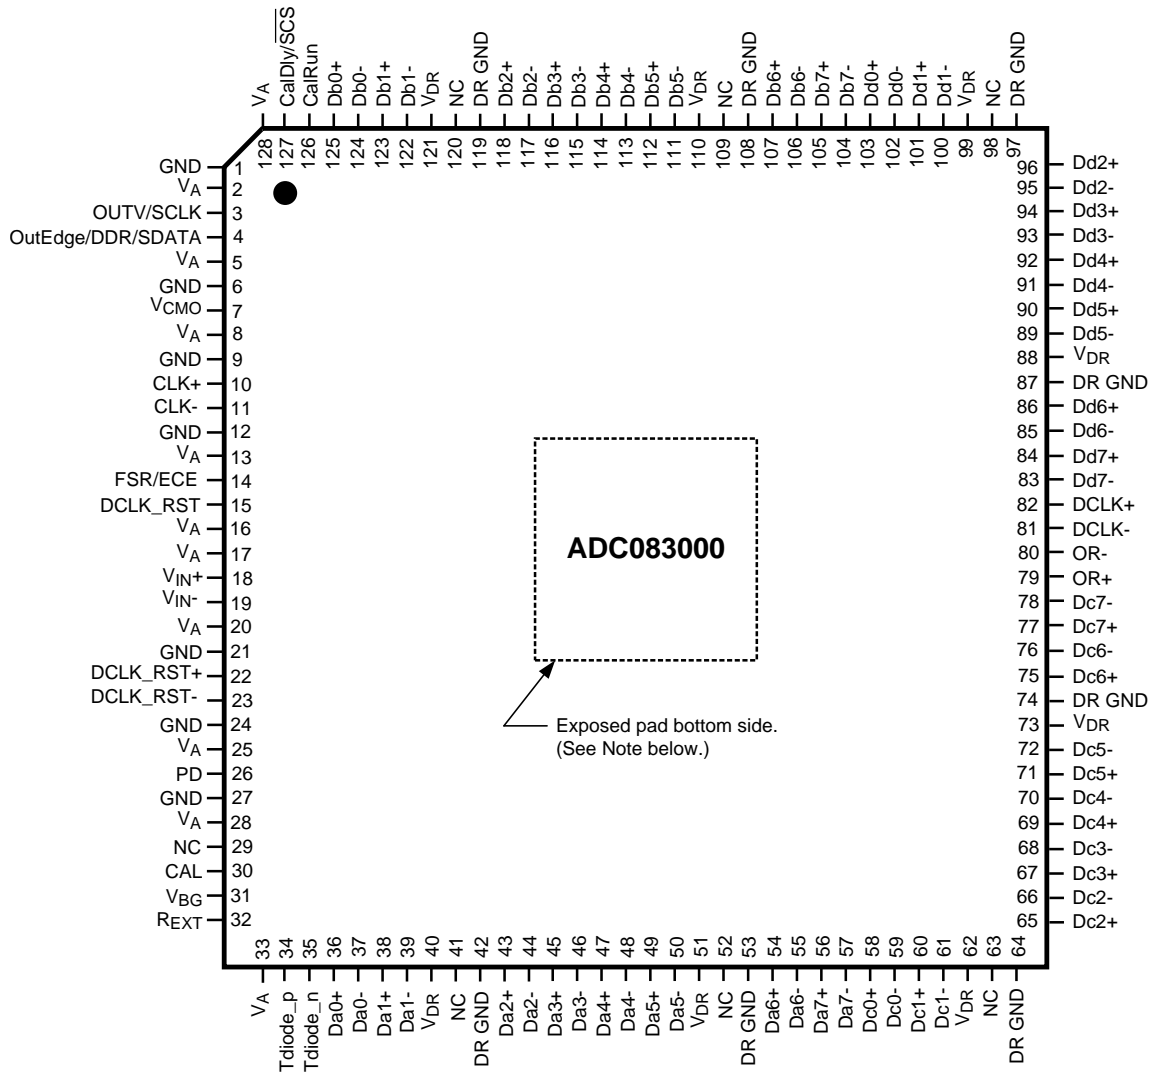 VA
CalDly/SCS
CalRun
Db0+
Db0-
Db1+
Db1-
VDR
NC
DR GND
Db2+
Db2-
Db3+
Db3-
Db4+
Db4-
Db5+
Db5-
VDR
NC
DR GND
Db6+
Db6-
Db7+
Db7-
Dd0+
Dd0-
Dd1+
Dd1-
VDR
NC
DR GND
128
127
126
125
124
123
122
121
120
119
118
117
116
115
114
113
112
111
110
109
108
107
106
105
104
103
102
101
100
99
98
97
GND 1
VA 2
OUTV/SCLK 3
OutEdge/DDR/SDATA 4
VA 5
GND 6
VCMO 7
VA 8
GND 9
CLK+ 10
CLK- 11
GND 12
VA 13
FSR/ECE 14
DCLK_RST 15
VA 16
VA 17
VIN+ 18
VIN- 19
VA 20
GND 21
DCLK_RST+ 22
DCLK_RST- 23
GND 24
VA 25
PD 26
GND 27
VA 28
NC 29
CAL 30
VBG 31
REXT 32
ADC083000
Exposed pad bottom side.
(See Note below.)
96 Dd2+
95 Dd2-
94 Dd3+
93 Dd3-
92 Dd4+
91 Dd4-
90 Dd5+
89 Dd5-
88 VDR
87 DR GND
86 Dd6+
85 Dd6-
84 Dd7+
83 Dd7-
82 DCLK+
81 DCLK-
80 OR-
79 OR+
78 Dc7-
77 Dc7+
76 Dc6-
75 Dc6+
74 DR GND
73 VDR
72 Dc5-
71 Dc5+
70 Dc4-
69 Dc4+
68 Dc3-
67 Dc3+
66 Dc2-
65 Dc2+
33
34
35
36
37
38
39
40
41
42
43
44
45
46
47
48
49
50
51
52
53
54
55
56
57
58
59
60
61
62
63
64
VA
Tdiode_p
Tdiode_n
Da0+
Da0-
Da1+
Da1-
VDR
NC
DR GND
Da2+
Da2-
Da3+
Da3-
Da4+
Da4-
Da5+
Da5-
VDR
NC
DR GND
Da6+
Da6-
Da7+
Da7-
Dc0+
Dc0-
Dc1+
Dc1-
VDR
NC
DR GND